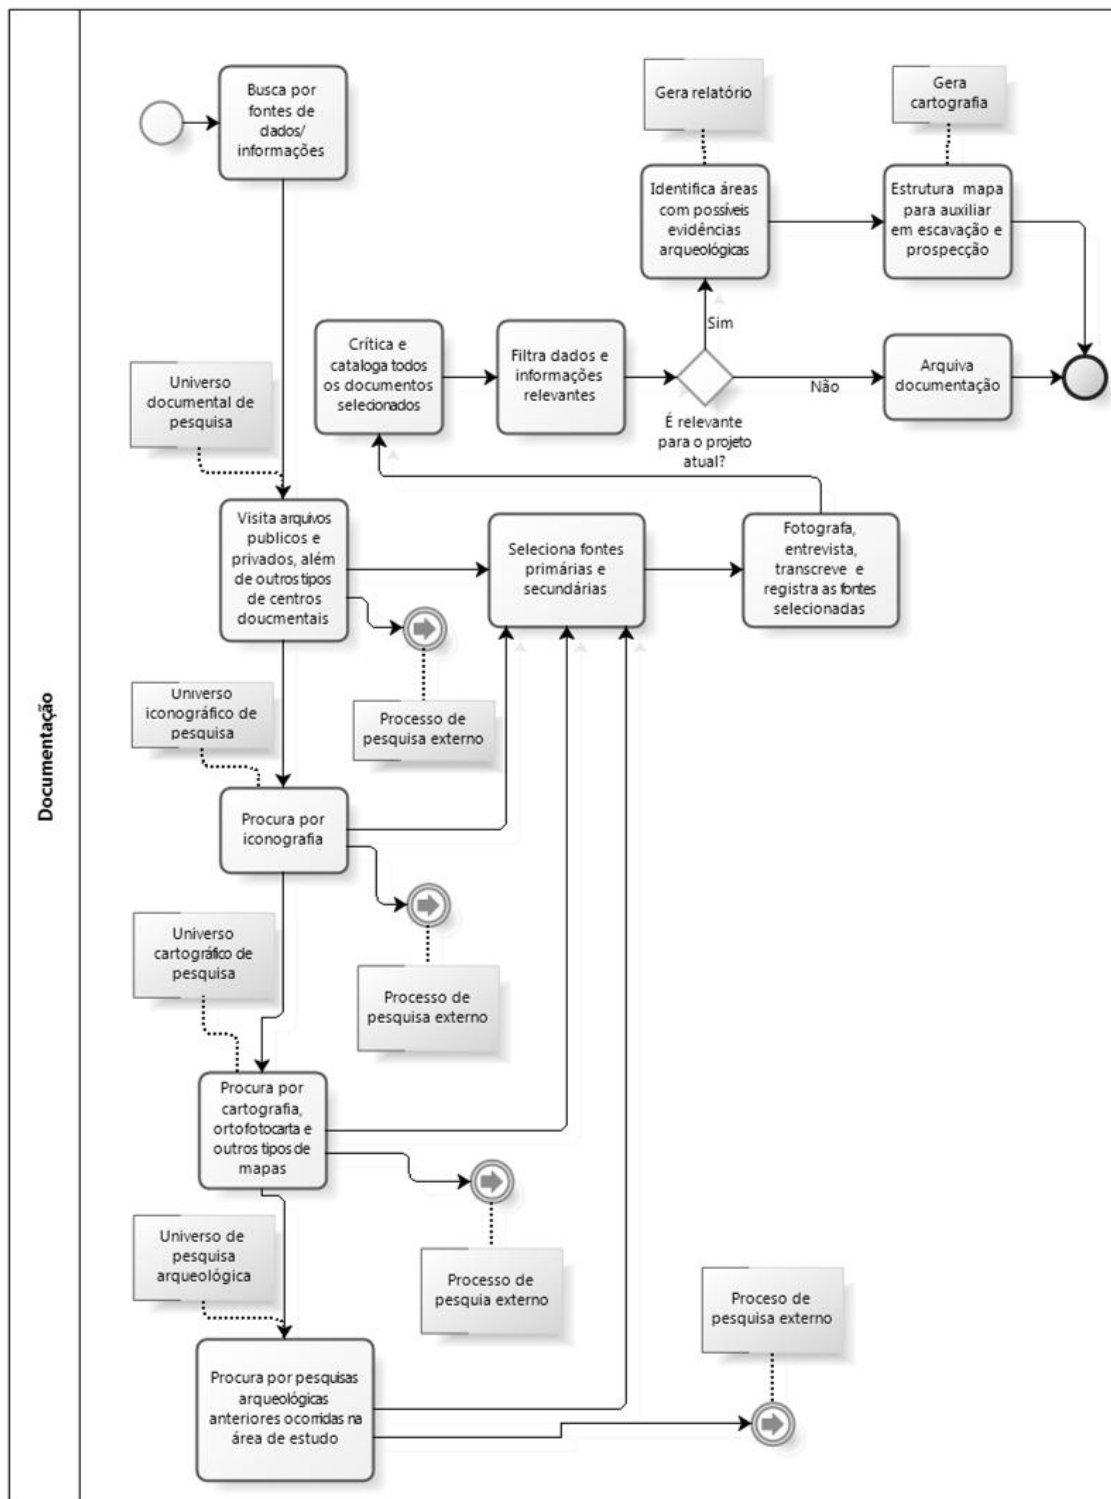 Documentação
Busca por
fontes de
dados/
informações
Gera relatório
Gera
cartografia
Identifica áreas
com possíveis
evidências
arqueológicas
Estrutura mapa
para auxiliar
em escavação e
prospecção
Sim
Crítica e
cataloga todos
os documentos
selecionados
Filtra dados e
informações
relevantes
Não
Arquiva
documentação
É relevante
para o projeto
atual?
Universo
documental de
pesquisa
Visita arquivos
publicos e
privados, além
de outros tipos
de centros
doucmentais
Seleciona fontes
primárias e
secundárias
Fotografa,
entrevista,
transcreve e
registra as fontes
selecionadas
Universo
iconográfico de
pesquisa
Processo de
pesquisa externo
Procura por
iconografia
Universo
cartográfico de
pesquisa
Processo de
pesquisa externo
Procura por
cartografia,
ortofotocarta e
outros tipos de
mapas
Universo de
pesquisa
arqueológica
Processo de
pesquia externo
Proceso de
pesquisa externo
Procura por pesquisas
arqueológicas
anteriores ocorridas na
área de estudo